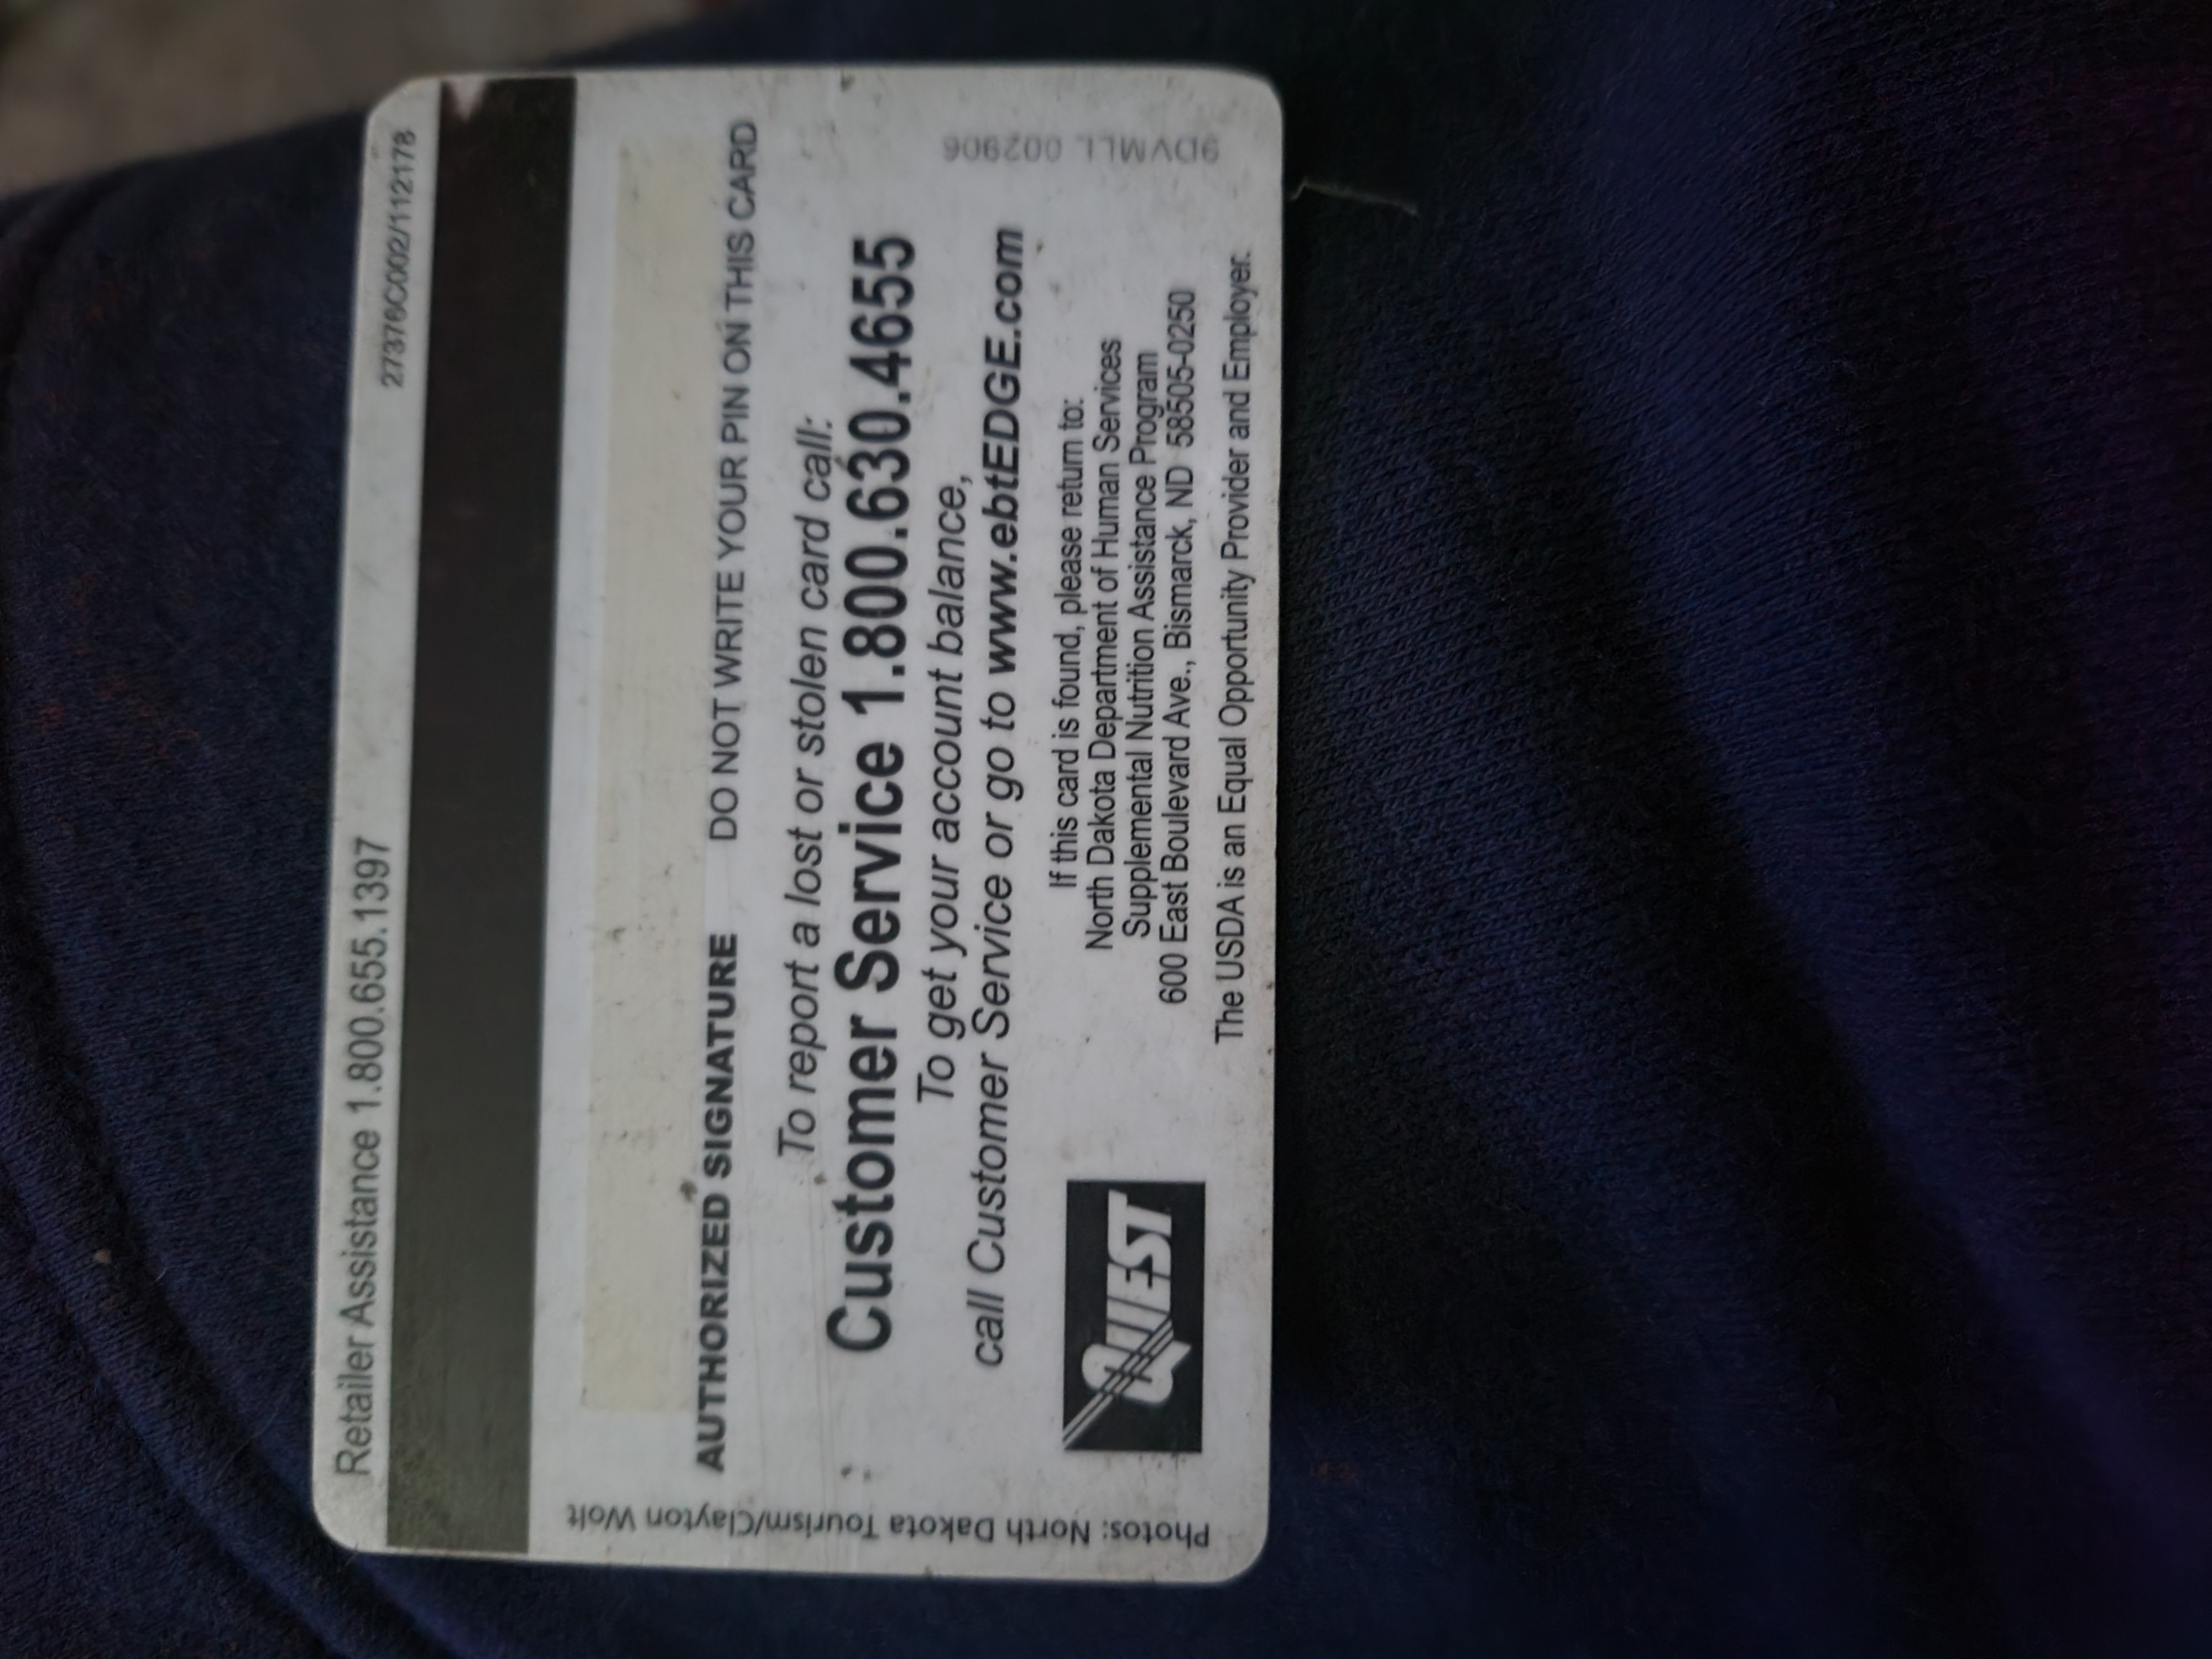 Retailer Assistance 1.800.655.1397
27376C002/112178
AUTHORIZED SIGNATURE DO NOT WRITE YOUR PIN ON THIS CARD
To report a lost or stolen card call:
Customer Service 1.800.630.4655
To get your account balance,
call Customer Service or go to www.ebtEDGE.com
If this card is found, please return to:
North Dakota Department of Human Services
Supplemental Nutrition Assistance Program
600 East Boulevard Ave., Bismarck, ND 58505-0250
The USDA is an Equal Opportunity Provider and Employer.
QUEST
Photos: North Dakota Tourism/Clayton Wolt
9DVMLL 002906